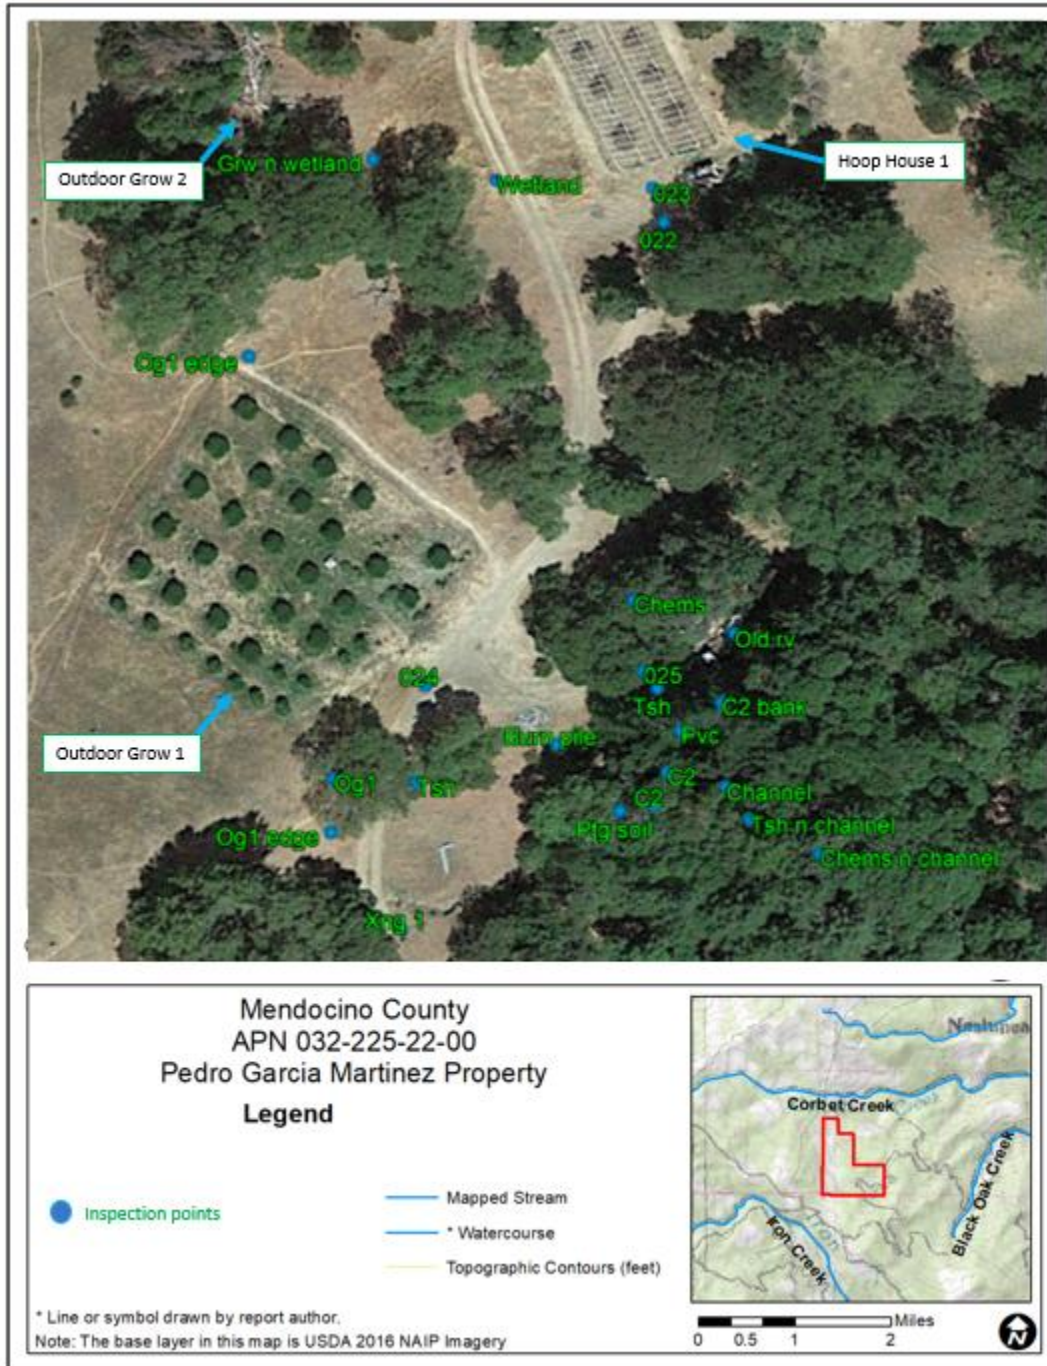 Outdoor Grow 2
Grw n wetland
Wetland
Hoop House 1
023
022
Og1 edge
Chems
Old rv
025
024
Tsh
C2 bank
Outdoor Grow 1
Burn pile
Pvc
Og1
Tsh
C2
Channel
C2
Ptg soil
Tsh n channel
Og1 edge
Chems n channel
Xng 1
Mendocino County
APN 032-225-22-00
Pedro Garcia Martinez Property
Legend
Inspection points
Mapped Stream
* Watercourse
Topographic Contours (feet)
* Line or symbol drawn by report author.
Note: The base layer in this map is USDA 2016 NAIP Imagery
Corbet Creek
Creek
Black Oak Creek
Iron Creek
Iron
Miles
0 0.5 1 2
N